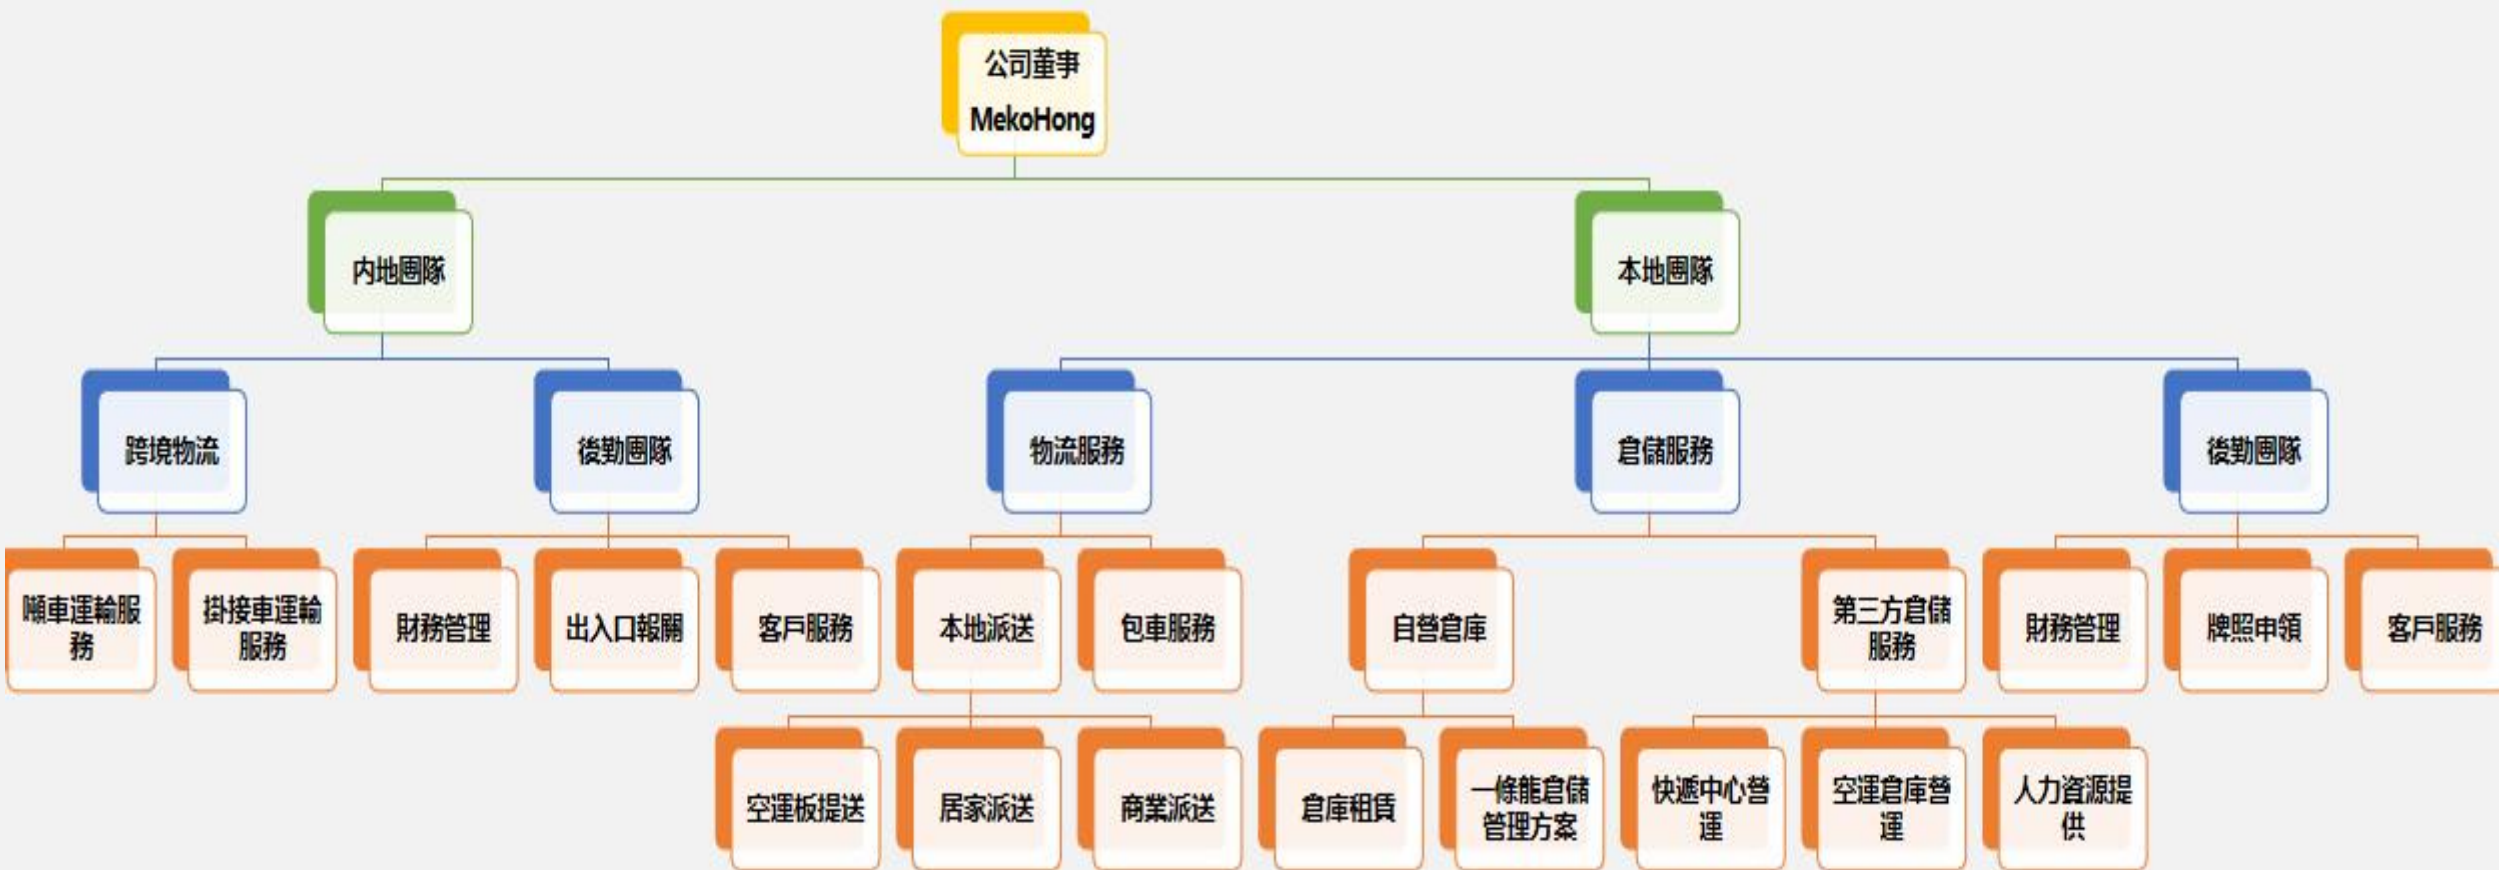 公司董事
MekoHong
内地團隊
本地團隊
跨境物流
後勤團隊
物流服務
倉儲服務
後勤團隊
噸車運輸服
務
掛接車運輸
服務
財務管理
出入口報關
客戶服務
本地派送
包車服務
自營倉庫
第三方倉儲
服務
財務管理
牌照申領
客戶服務
空運板提送
居家派送
商業派送
倉庫租賃
一條龍倉儲
管理方案
快遞中心營
運
空運倉庫營
運
人力資源提
供